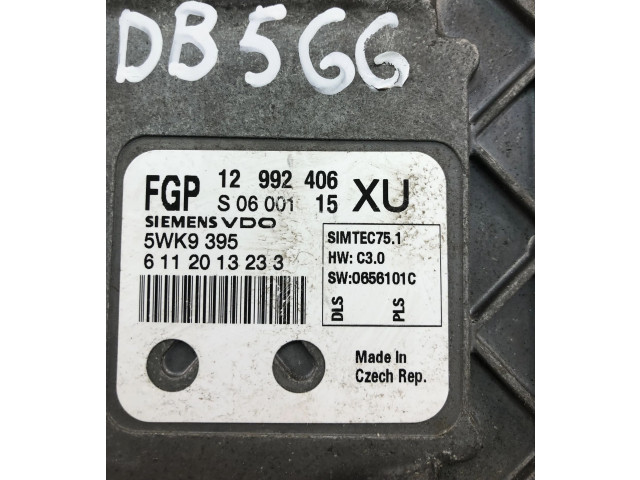 DB566
FGP 12 992 406 XU
S 06 001 15
SIEMENS VDO
5WK9 395
6 11 20 13 23 3
SIMTEC75.1
HW: C3.0
SW:0656101C
DLS
PLS
Made In
Czech Rep.